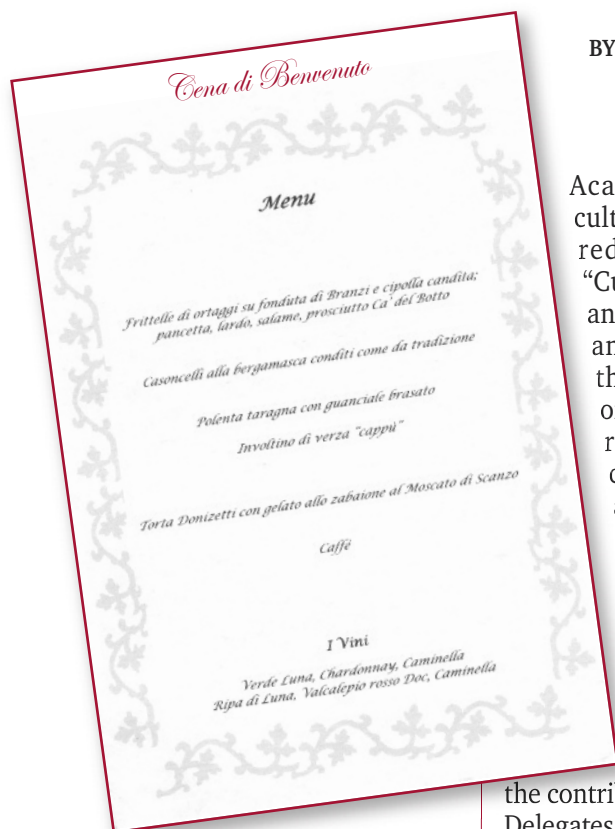 Cena di Benvenuto
Menu
Frittelle di ortaggi su fonduta di Branzi e cipolla candita;
pancetta, lardo, salame, prosciutto Ca' del Botto
Casoncelli alla bergamasca conditi come da tradizione
Polenta taragna con guanciale brasato
Involtino di verza "cappù"
Torta Donizetti con gelato allo zabaione al Moscato di Scanzo
Caffè
I Vini
Verde Luna, Chardonnay, Caminella
Ripa di Luna, Valcalepio rosso Doc, Caminella
BY
Aca
cult
red
“Cu
an
an
th
o
r
the contri
Delegates